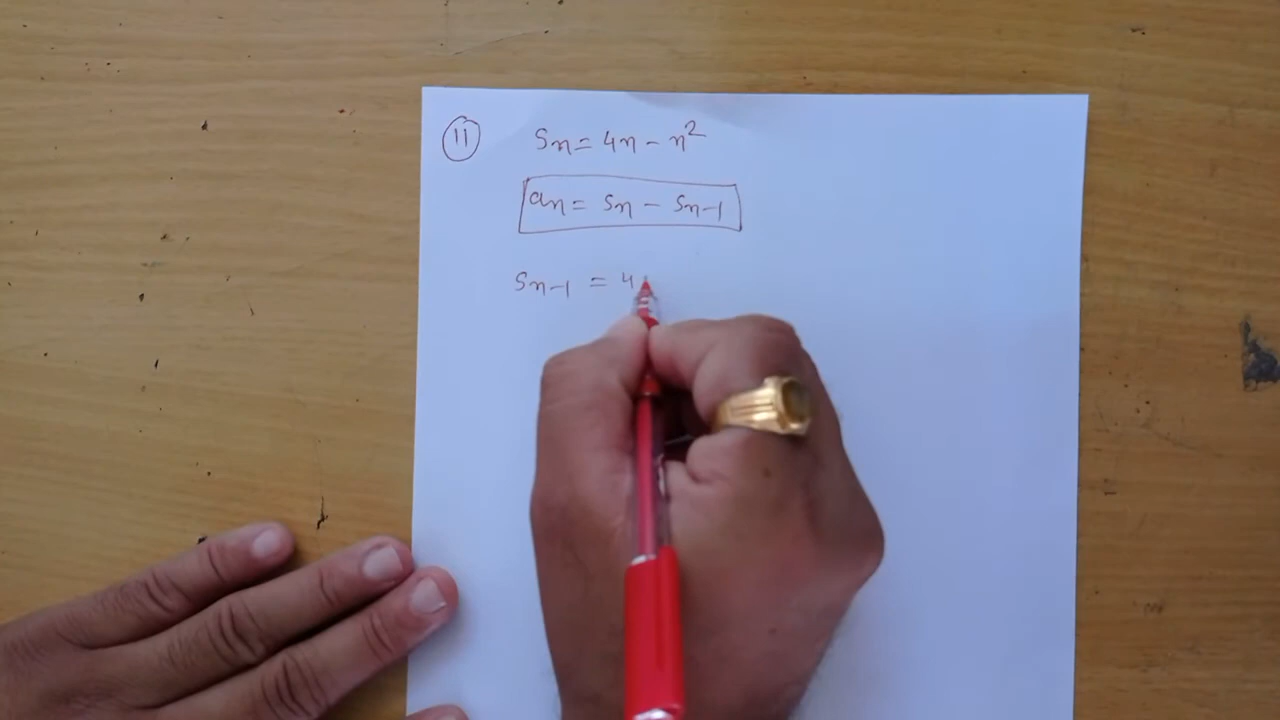 11 Sn = 4n - n²
an = Sn - Sn-1
Sn-1 = 4